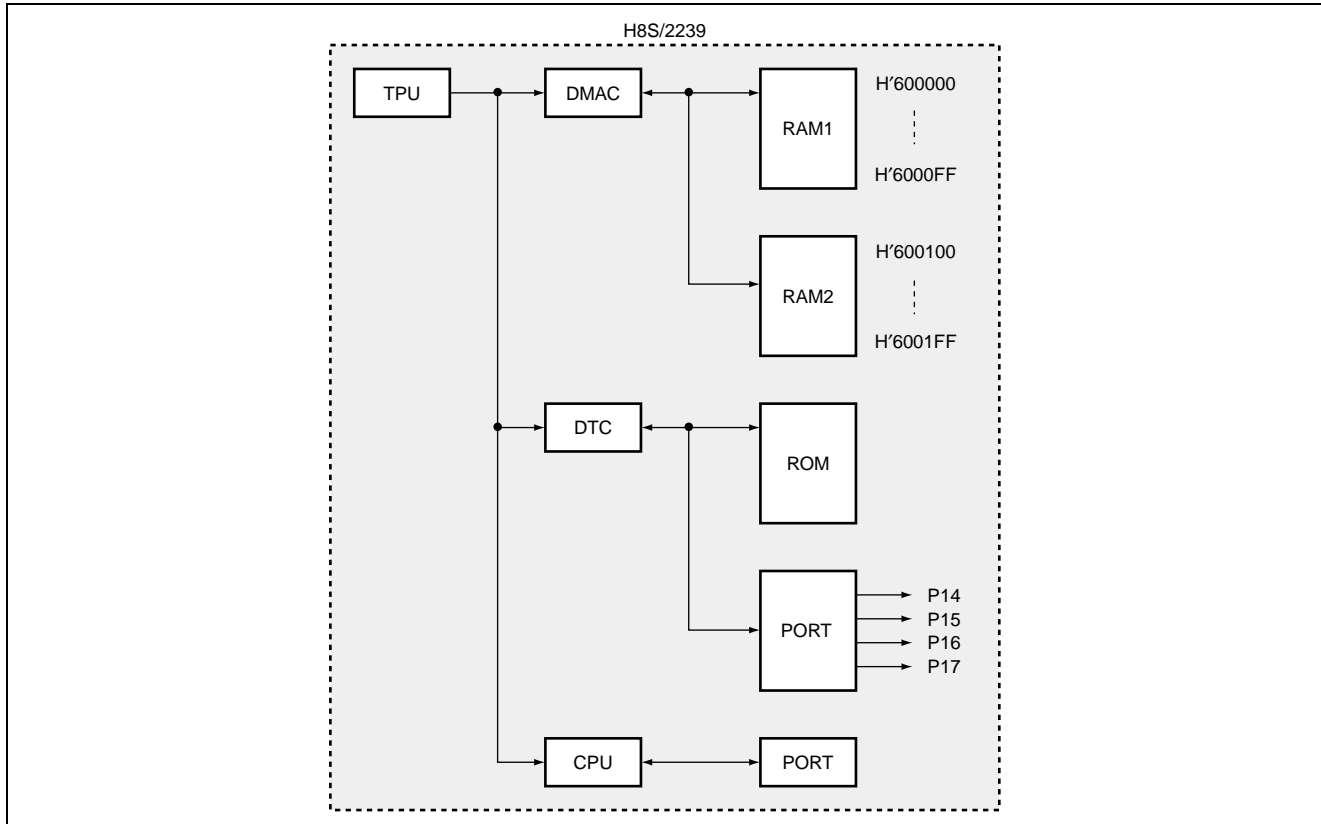 H8S/2239
TPU
DMAC
RAM1
H′600000
H′6000FF
RAM2
H′600100
H′6001FF
DTC
ROM
PORT
P14
P15
P16
P17
CPU
PORT